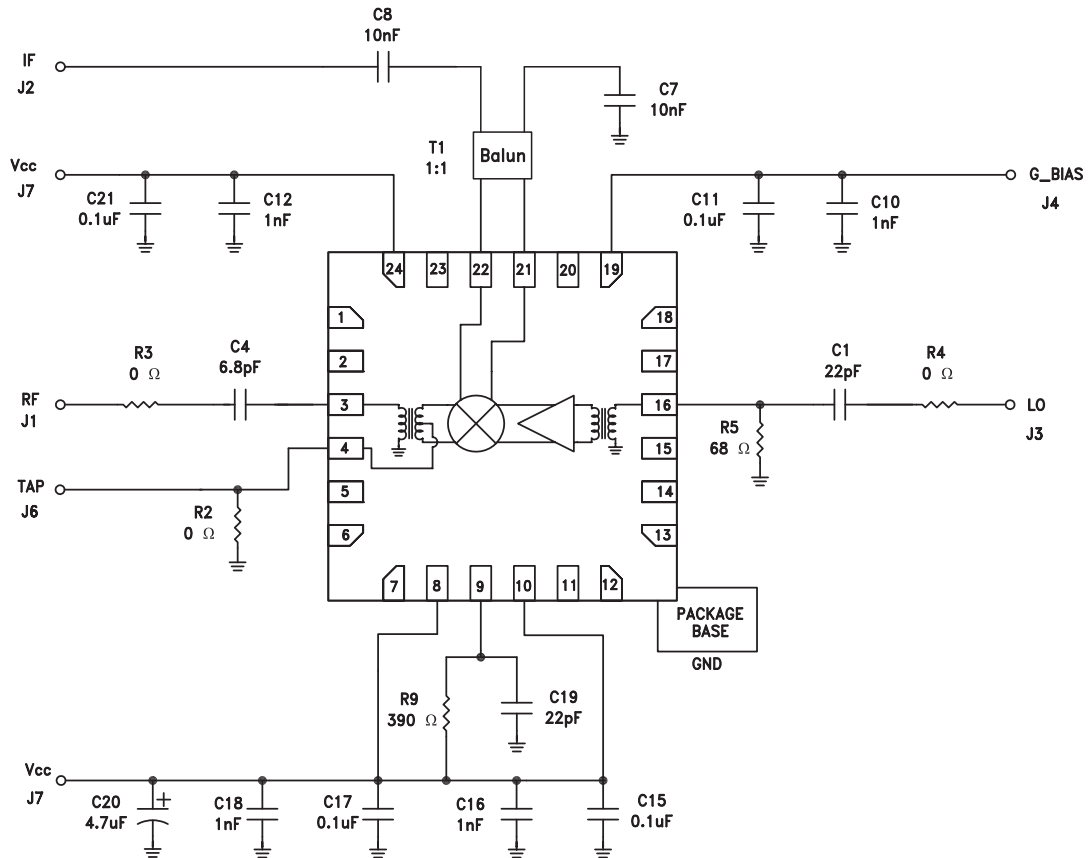 C8
10nF
IF
J2
C7
10nF
T1
1:1
Balun
Vcc
J7
C21
0.1uF
C12
1nF
C11
0.1uF
C10
1nF
G_BIAS
J4
24
23
22
21
20
19
1
2
3
4
5
6
18
17
16
15
14
13
R3
0 Ω
C4
6.8pF
RF
J1
C1
22pF
R4
0 Ω
LO
J3
R5
68 Ω
TAP
J6
R2
0 Ω
7
8
9
10
11
12
PACKAGE
BASE
GND
R9
390 Ω
C19
22pF
Vcc
J7
C20
+
4.7uF
C18
1nF
C17
0.1uF
C16
1nF
C15
0.1uF